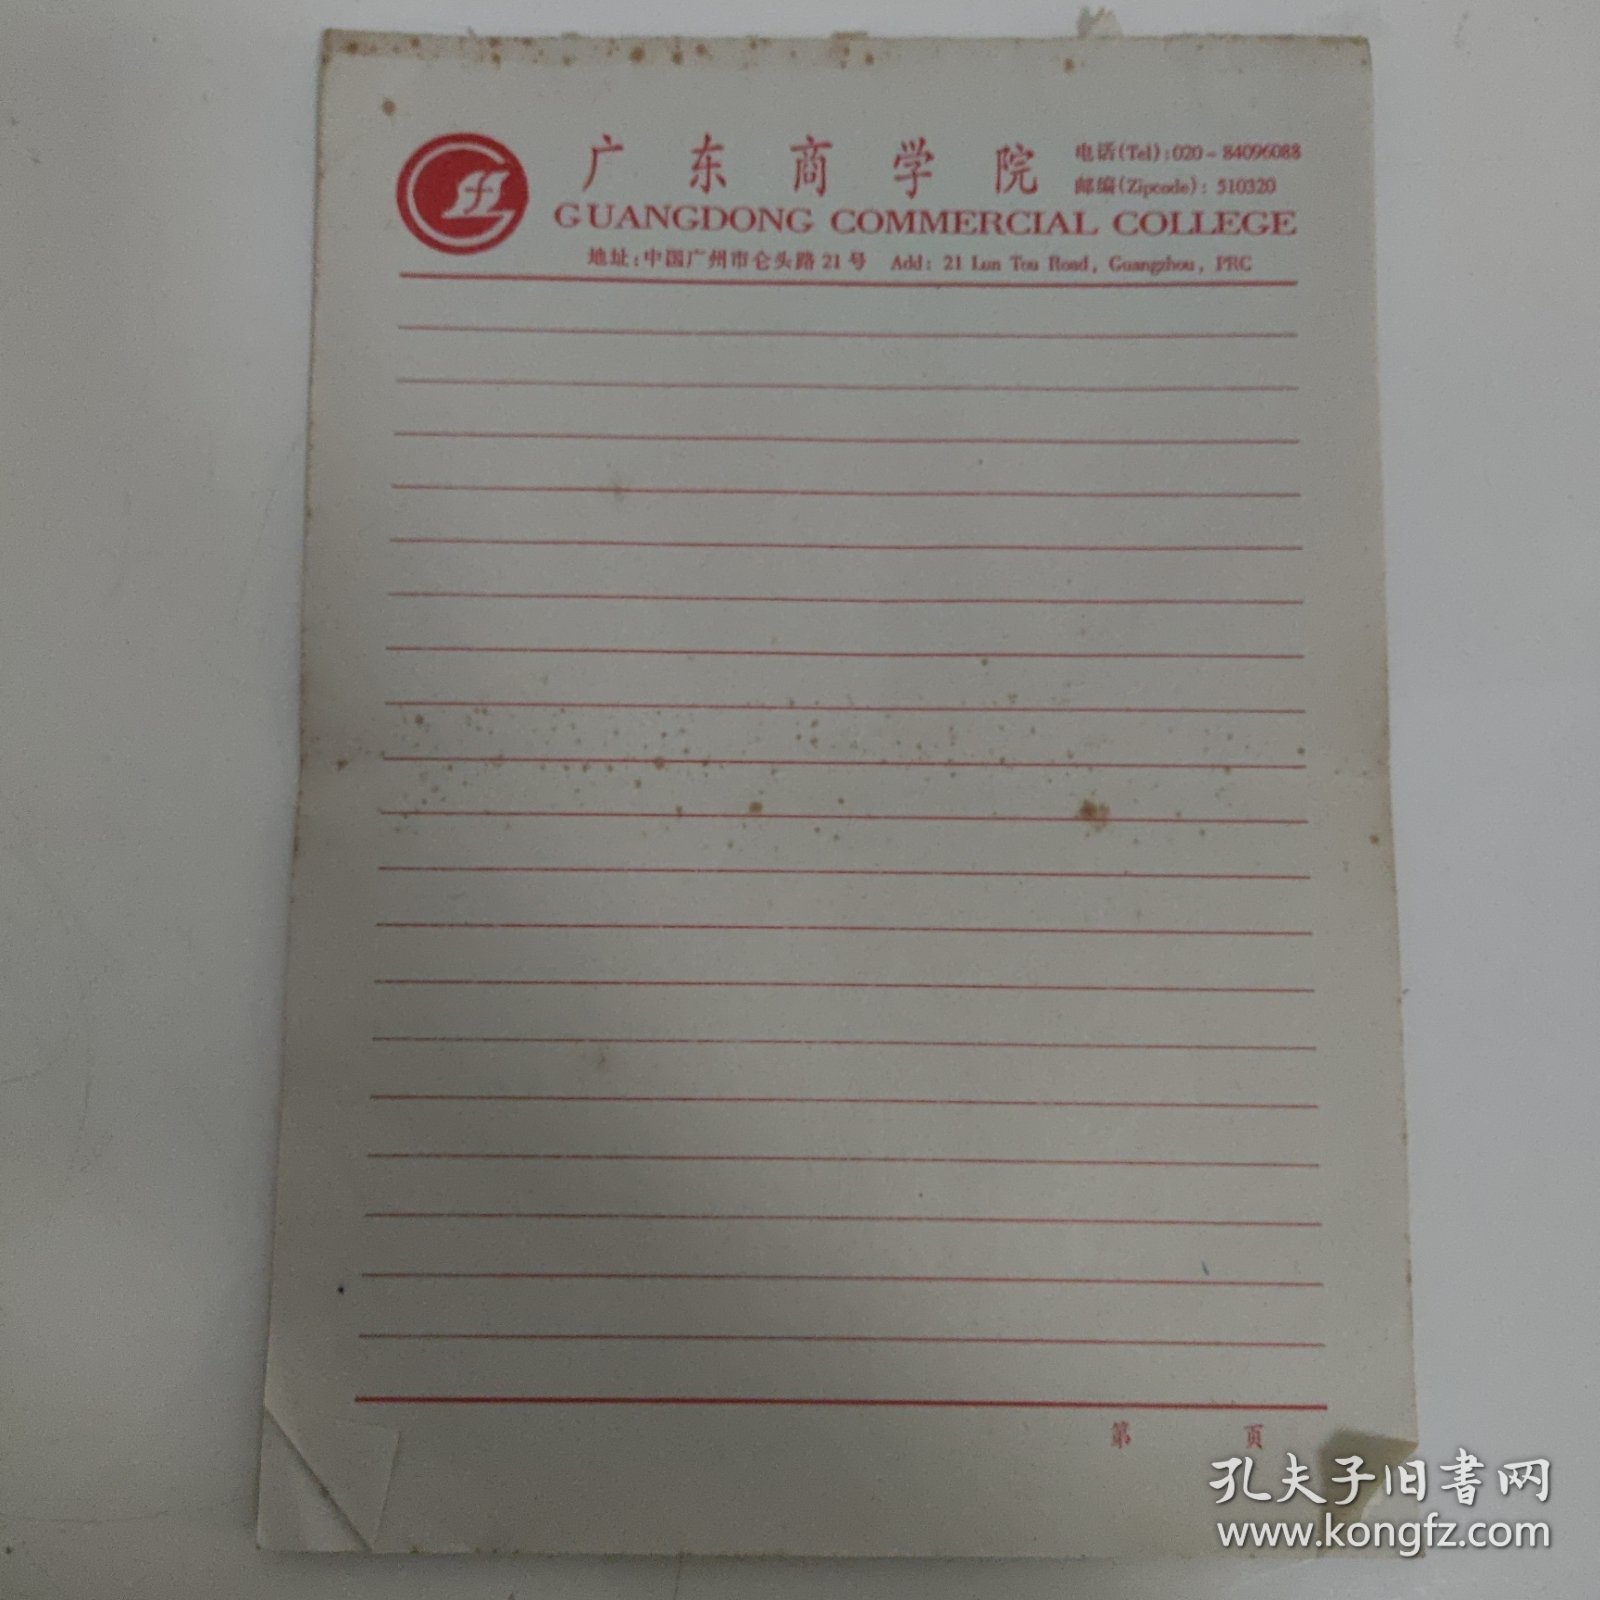 广东商学院
电话(Tel):020-84096088
邮编(Zipcode):510320
GUANGDONG COMMERCIAL COLLEGE
地址:中国广州市仑头路21号 Add: 21 Lun Tou Road, Guangzhou, PRC
第 页
孔夫子旧书网
www.kongfz.com